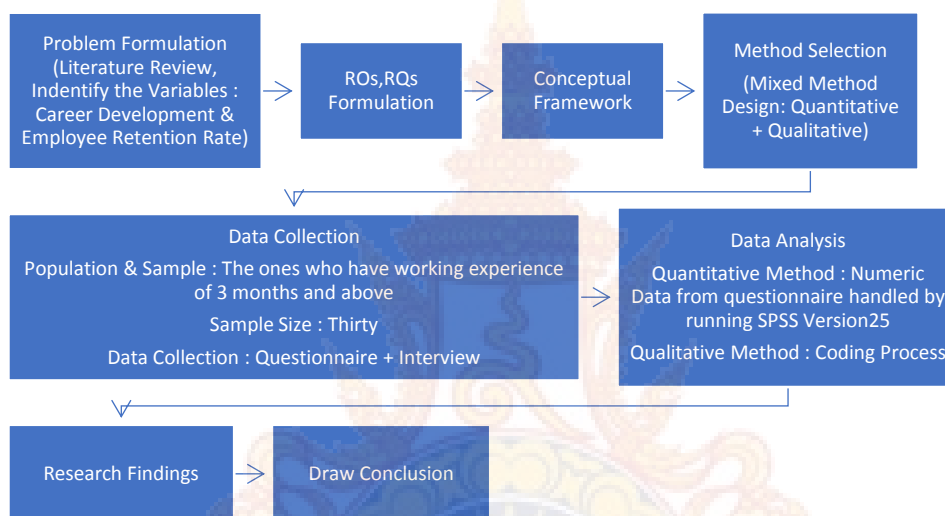 Problem Formulation
(Literature Review,
Indentify the Variables :
Career Development &
Employee Retention Rate)
ROs,RQs
Formulation
Conceptual
Framework
Method Selection
(Mixed Method
Design: Quantitative
+ Qualitative)
Data Collection
Population & Sample : The ones who have working experience
of 3 months and above
Sample Size : Thirty
Data Collection : Questionnaire + Interview
Data Analysis
Quantitative Method : Numeric
Data from questionnaire handled by
running SPSS Version25
Qualitative Method : Coding Process
Research Findings
Draw Conclusion